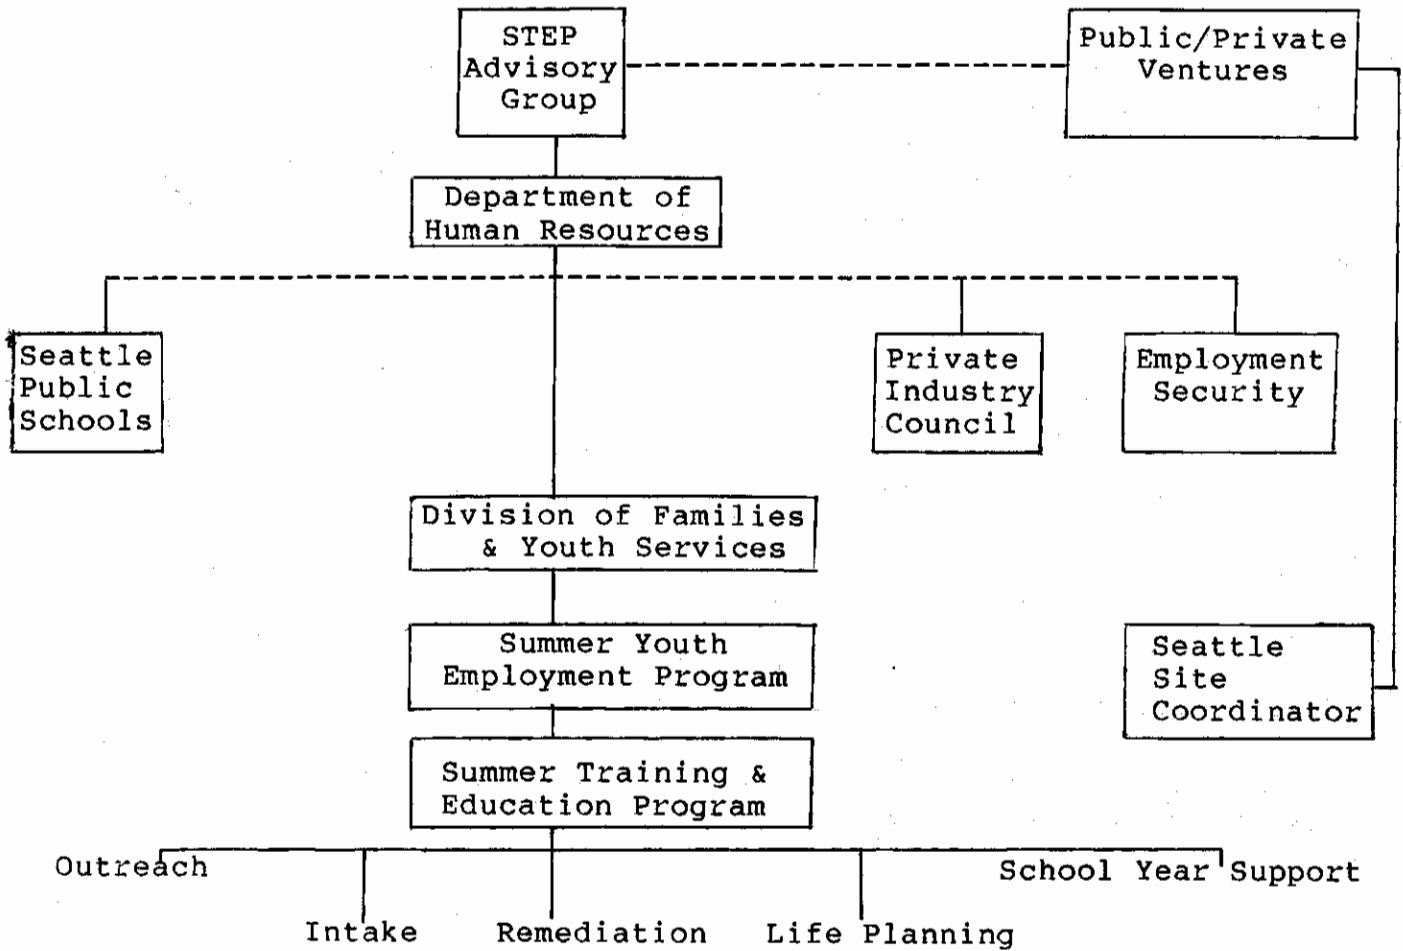 STEP
Advisory
Group
Public/Private
Ventures
Department of
Human Resources
Seattle
Public
Schools
Private
Industry
Council
Employment
Security
Division of Families
& Youth Services
Summer Youth
Employment Program
Seattle
Site
Coordinator
Summer Training &
Education Program
Outreach
School Year Support
Intake
Remediation
Life Planning